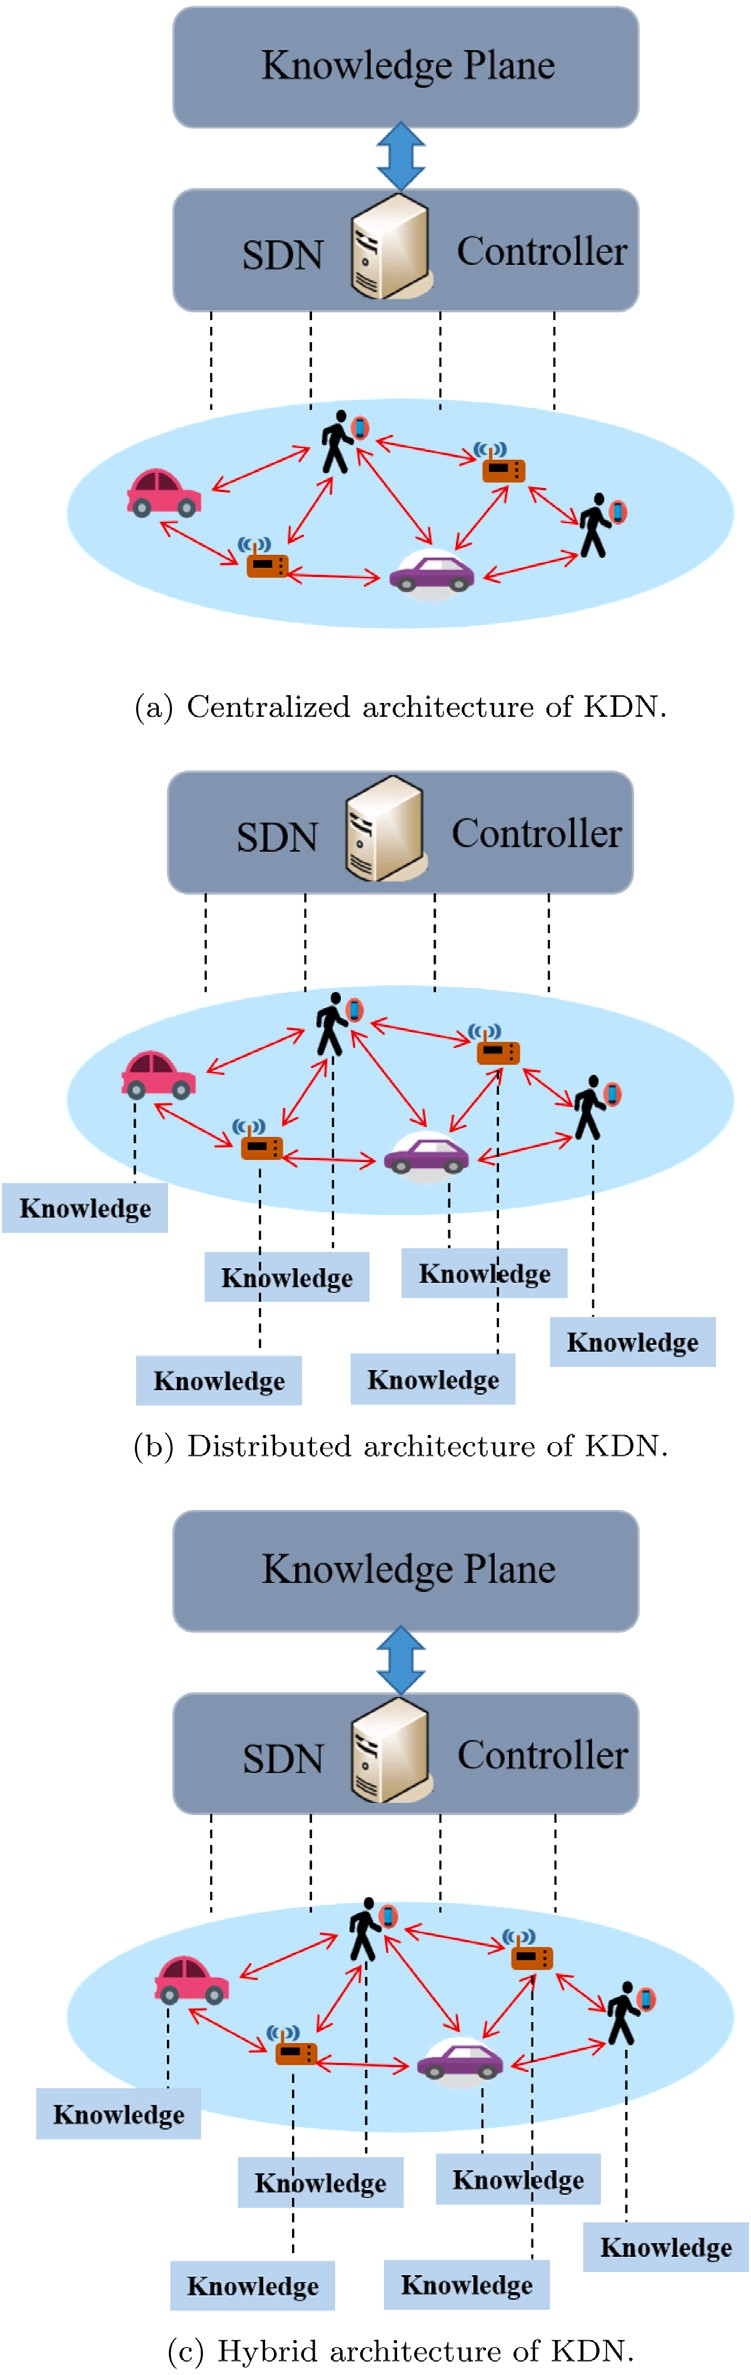 Knowledge Plane
SDN Controller
(a) Centralized architecture of KDN.
SDN Controller
Knowledge
Knowledge
Knowledge
Knowledge
Knowledge
Knowledge
(b) Distributed architecture of KDN.
Knowledge Plane
SDN Controller
Knowledge
Knowledge
Knowledge
Knowledge
Knowledge
Knowledge
(c) Hybrid architecture of KDN.